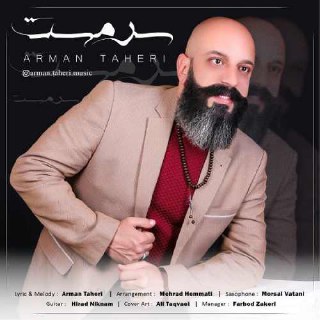 سرمست
ARMAN TAHERI
@arman.taheri.music
Lyric & Melody : Arman Taheri | Arrangement : Mehrad Hemmati | Saxophone : Morsal Vatani
Guitar : Hirad Niknam | Cover Art : Ali Taqvaei | Manager : Farbod Zakeri